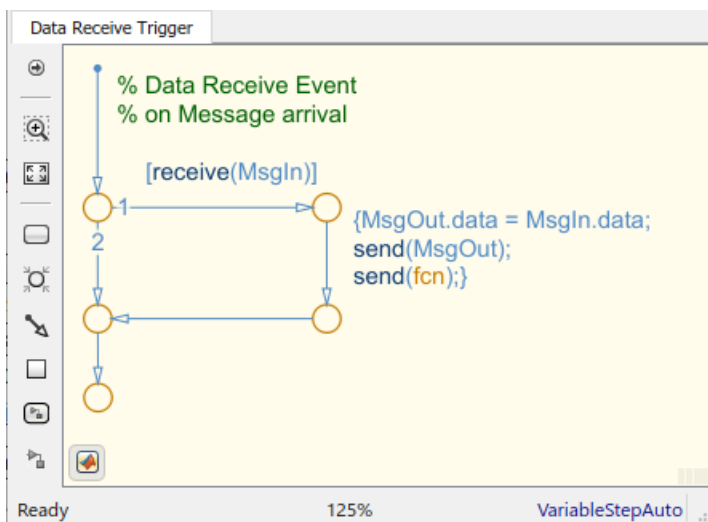 Data Receive Trigger
% Data Receive Event
% on Message arrival
[receive(MsgIn)]
1
{MsgOut.data = MsgIn.data;
2
send(MsgOut);
send(fcn);}
Ready
125%
VariableStepAuto